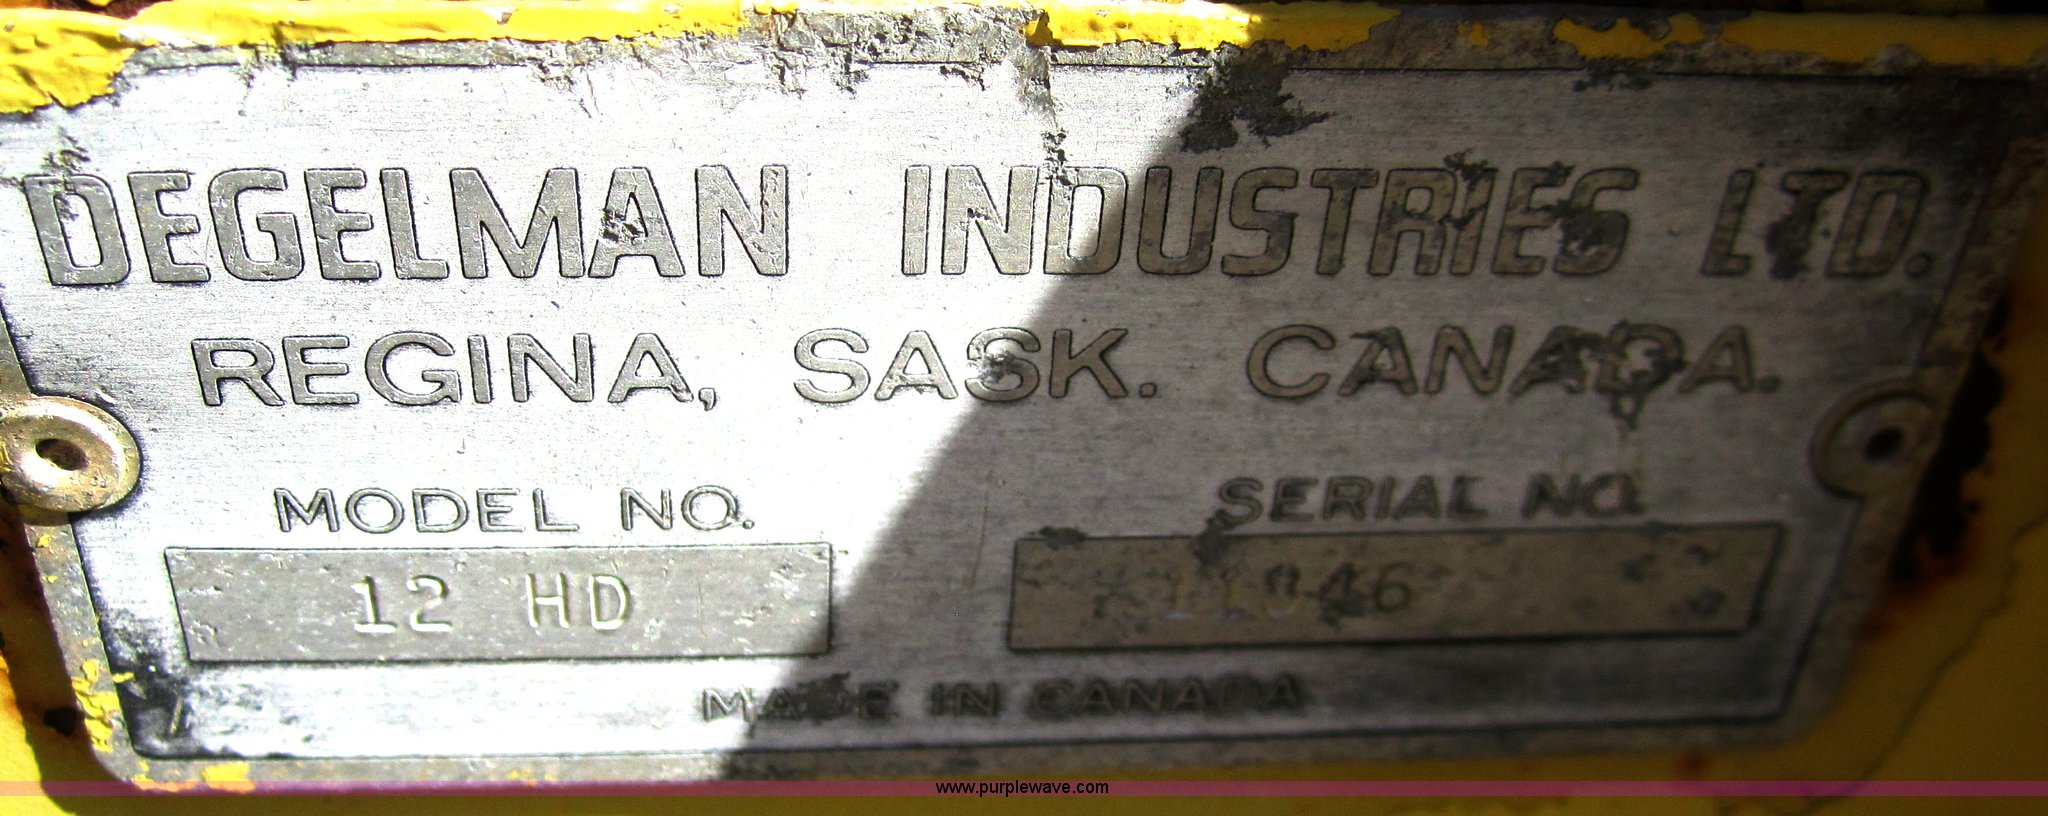 DEGELMAN INDUSTRIES LTD.
REGINA, SASK. CANADA.
MODEL NO.
SERIAL NO.
12 HD
MADE IN CANADA
www.purplewave.com